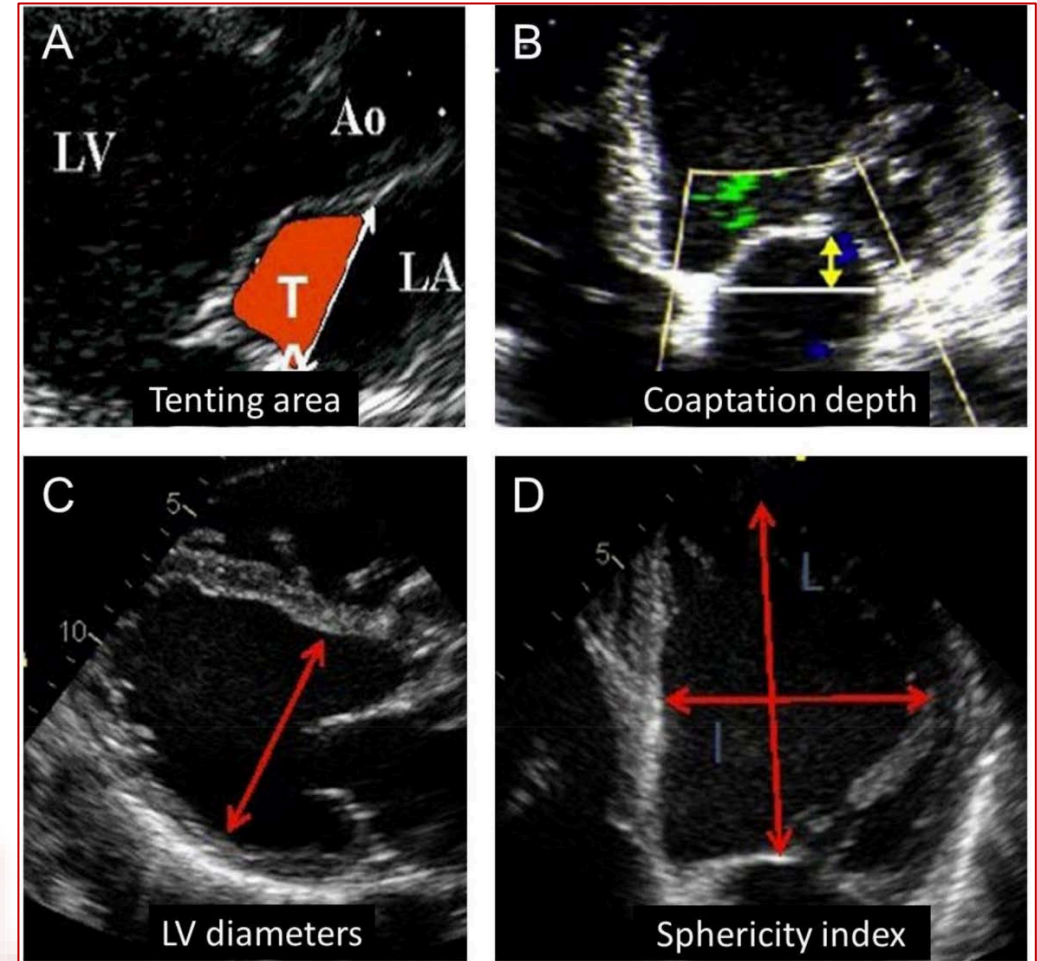 A
LV
Ao
T
LA
Tenting area
B
Coaptation depth
C
5
10
LV diameters
D
5
L
l
Sphericity index